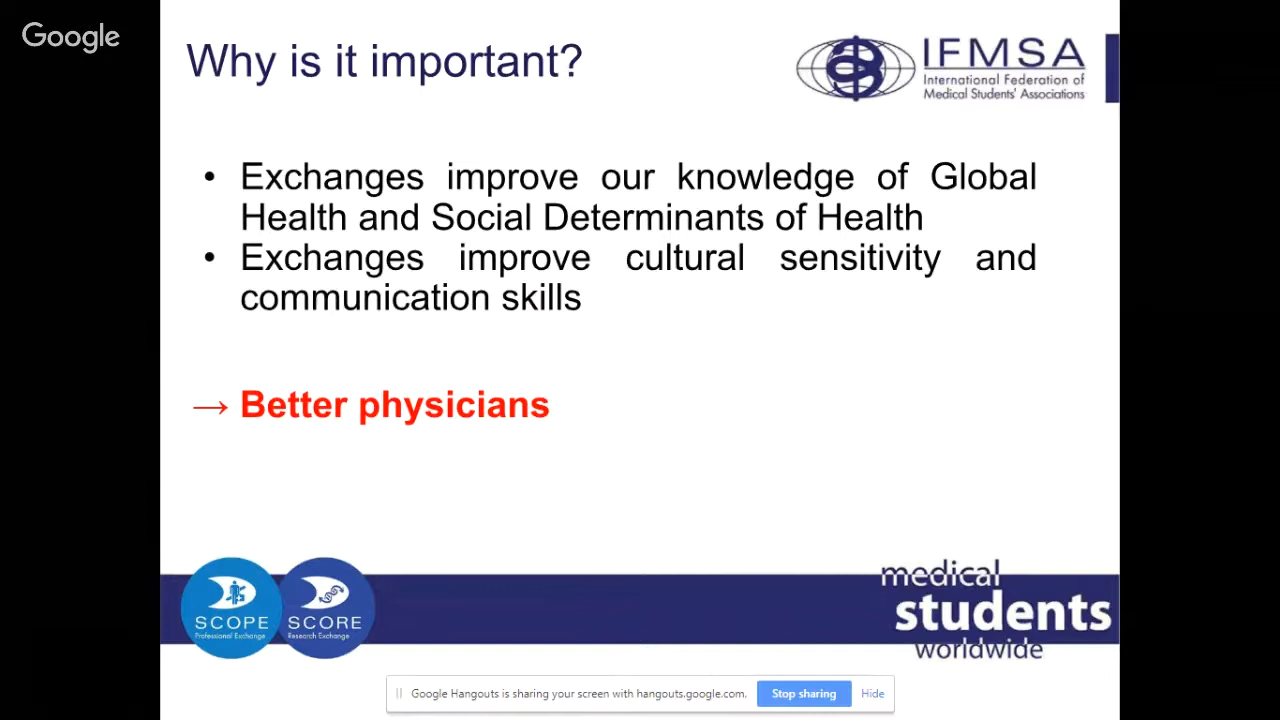 Google
Why is it important?
IFMSA
International Federation of
Medical Students' Associations
• Exchanges improve our knowledge of Global
Health and Social Determinants of Health
• Exchanges improve cultural sensitivity and
communication skills
→ Better physicians
SCOPE
Professional Exchange
SCORE
Research Exchange
medical
students
worldwide
Google Hangouts is sharing your screen with hangouts.google.com.
Stop sharing
Hide